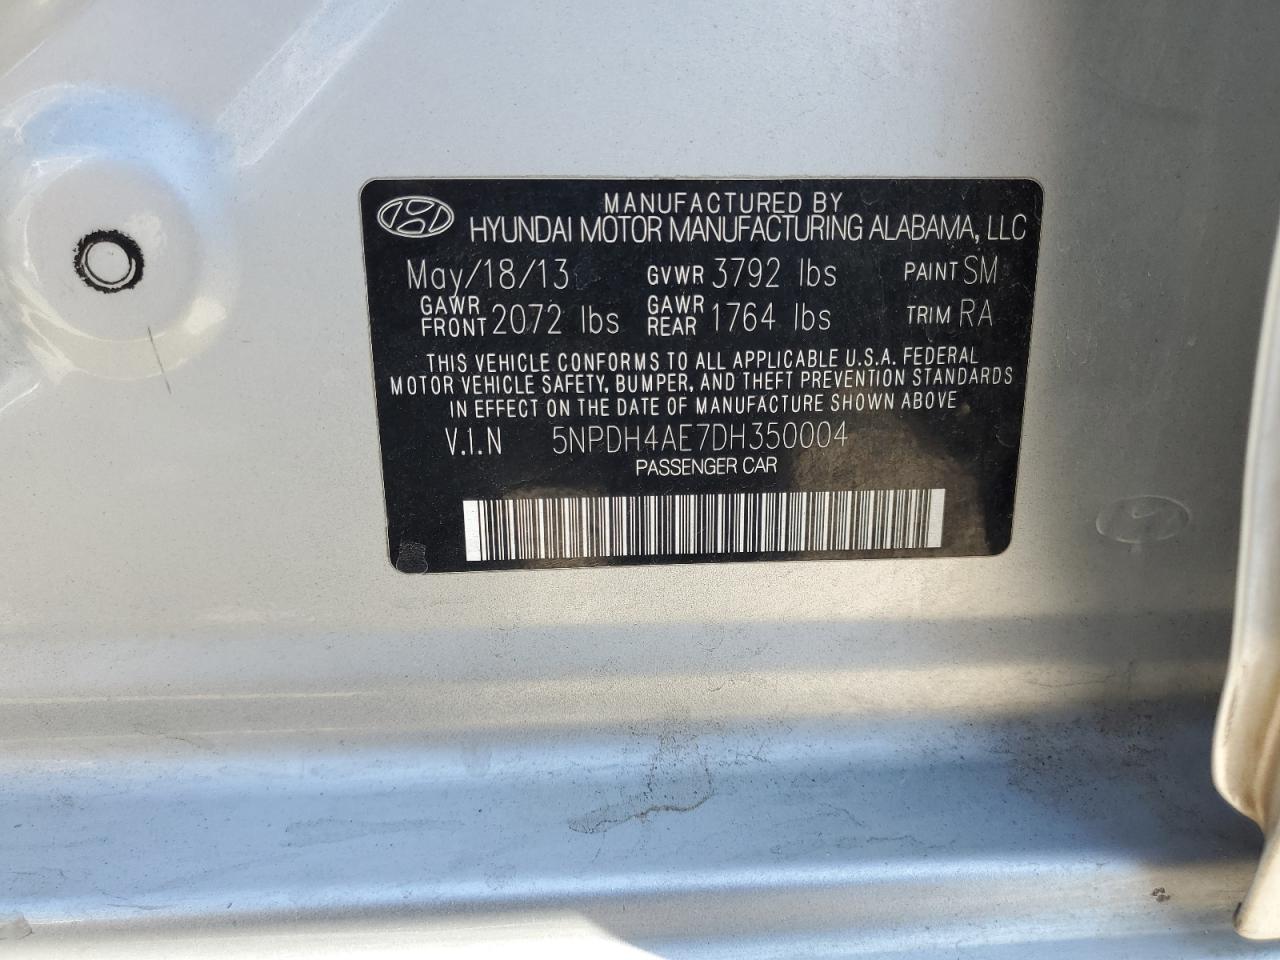 MANUFACTURED BY
HYUNDAI MOTOR MANUFACTURING ALABAMA, LLC
May/18/13 GVWR 3792 lbs PAINT SM
GAWR FRONT 2072 lbs GAWR REAR 1764 lbs TRIM RA
THIS VEHICLE CONFORMS TO ALL APPLICABLE U.S.A. FEDERAL
MOTOR VEHICLE SAFETY, BUMPER, AND THEFT PREVENTION STANDARDS
IN EFFECT ON THE DATE OF MANUFACTURE SHOWN ABOVE
V.I.N 5NPDH4AE7DH350004
PASSENGER CAR